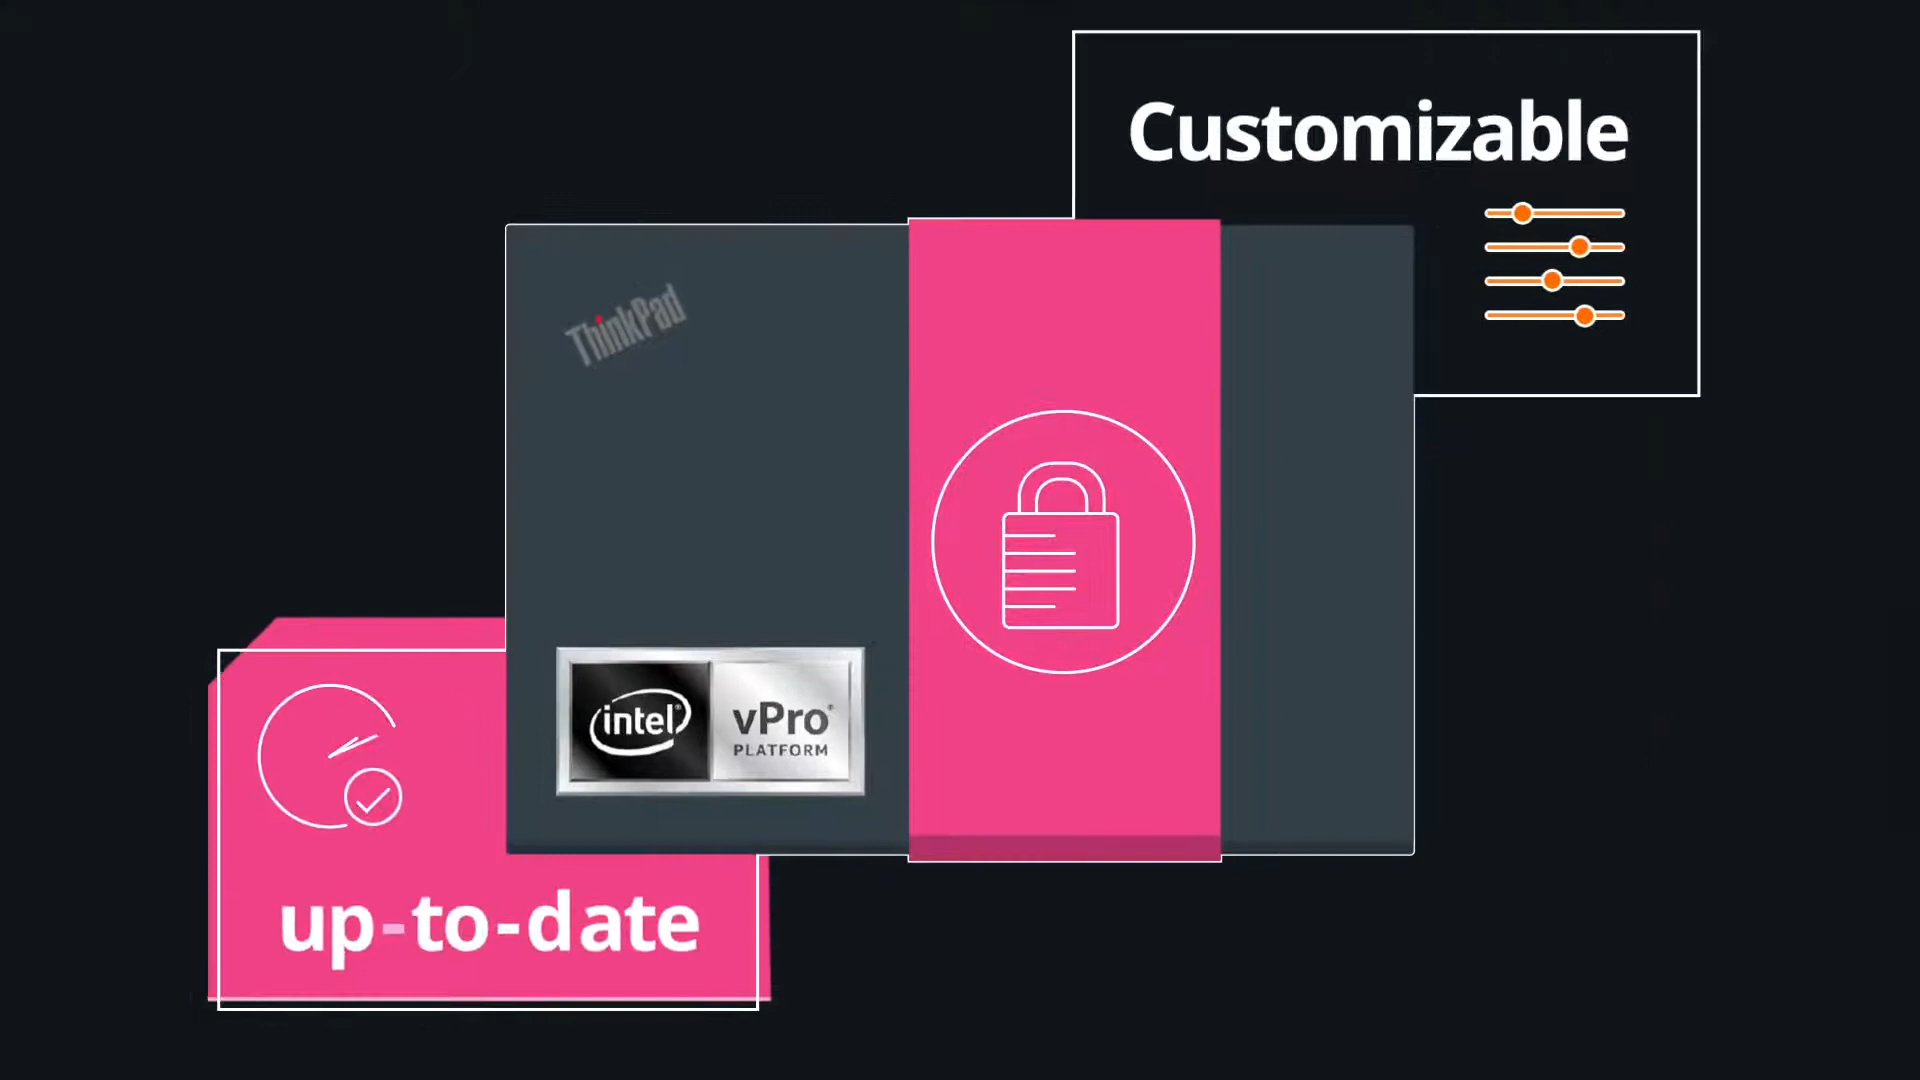 Customizable
ThinkPad
intel®
vPro®
PLATFORM
up-to-date